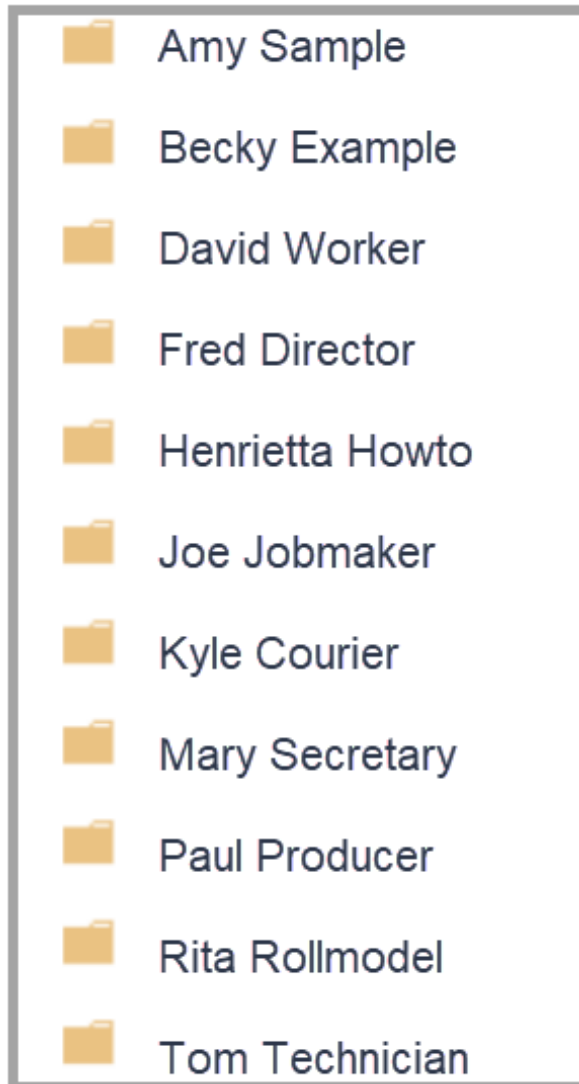 Amy Sample
Becky Example
David Worker
Fred Director
Henrietta Howto
Joe Jobmaker
Kyle Courier
Mary Secretary
Paul Producer
Rita Rollmodel
Tom Technician